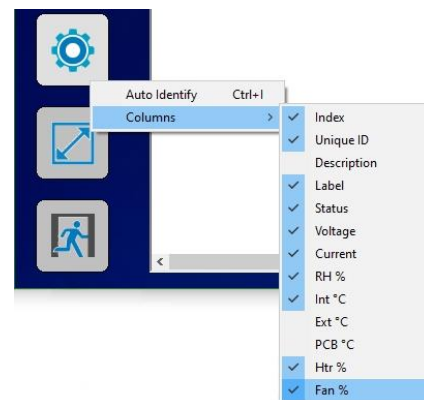 Auto Identify Ctrl+I
Columns >
Index
Unique ID
Description
Label
Status
Voltage
Current
RH %
Int °C
Ext °C
PCB °C
Htr %
Fan %